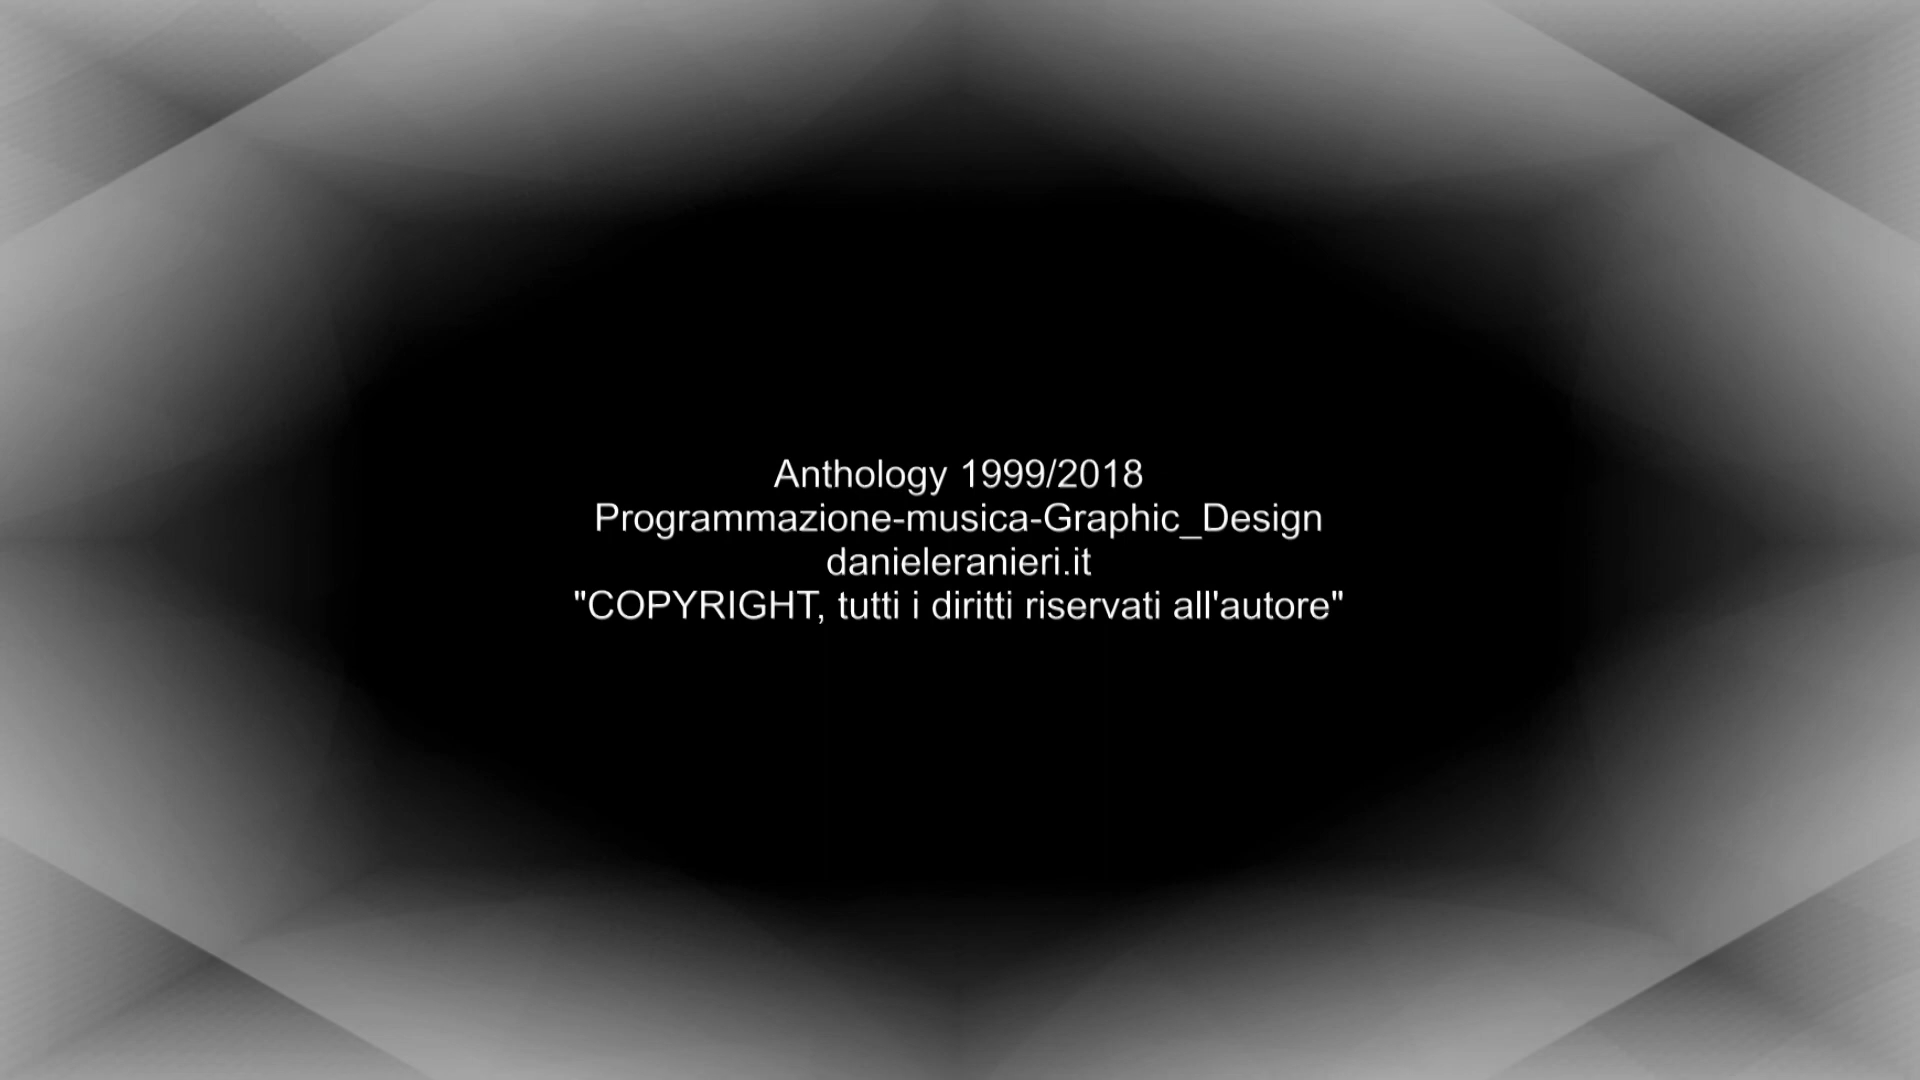 Anthology 1999/2018
Programmazione-musica-Graphic_Design
danieleranieri.it
"COPYRIGHT, tutti i diritti riservati all'autore"